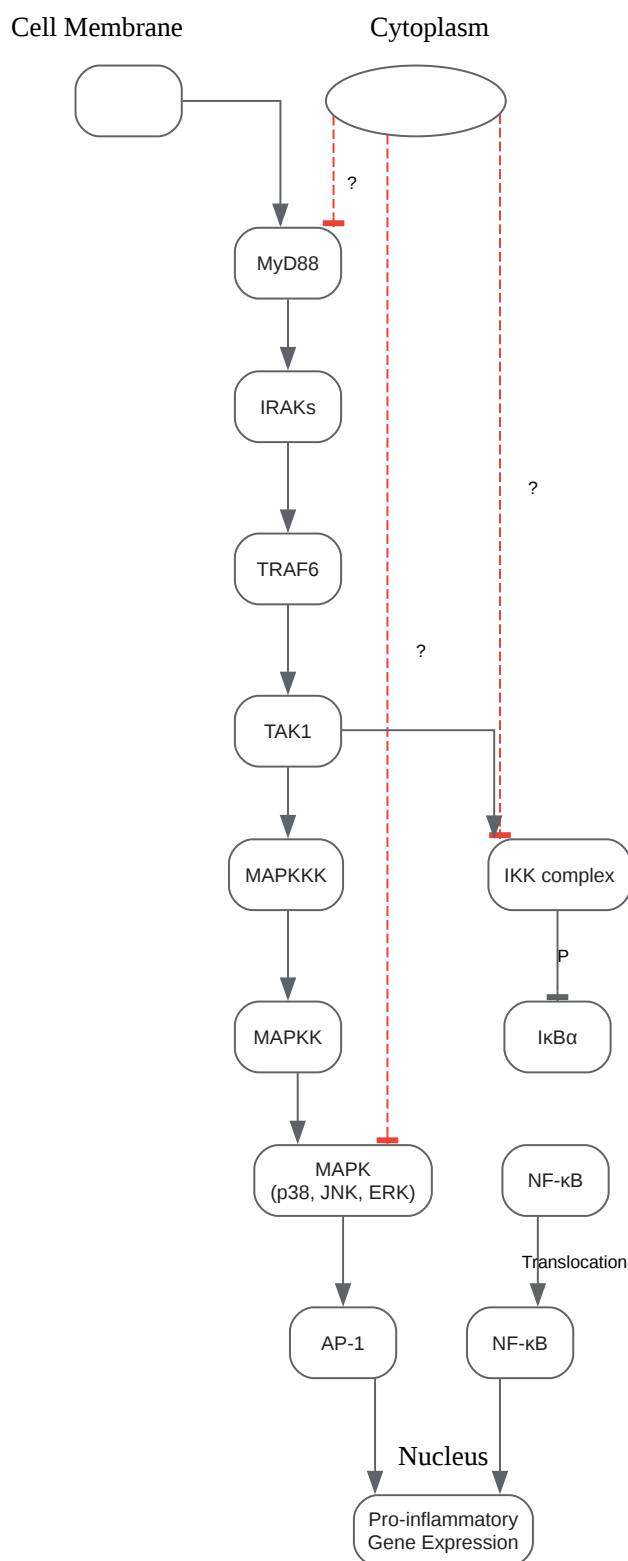 Cell Membrane
Cytoplasm
?
MyD88
IRAKs
?
TRAF6
?
TAK1
MAPKKK
IKK complex
P
MAPKK
IκBα
MAPK
(p38, JNK, ERK)
NF-κB
Translocation
AP-1
NF-κB
Nucleus
Pro-inflammatory
Gene Expression